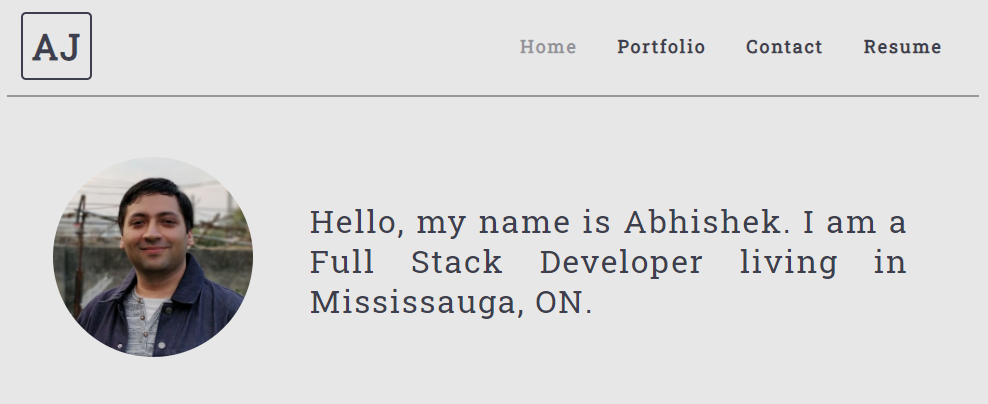 AJ
Home Portfolio Contact Resume
Hello, my name is Abhishek. I am a
Full Stack Developer living in
Mississauga, ON.